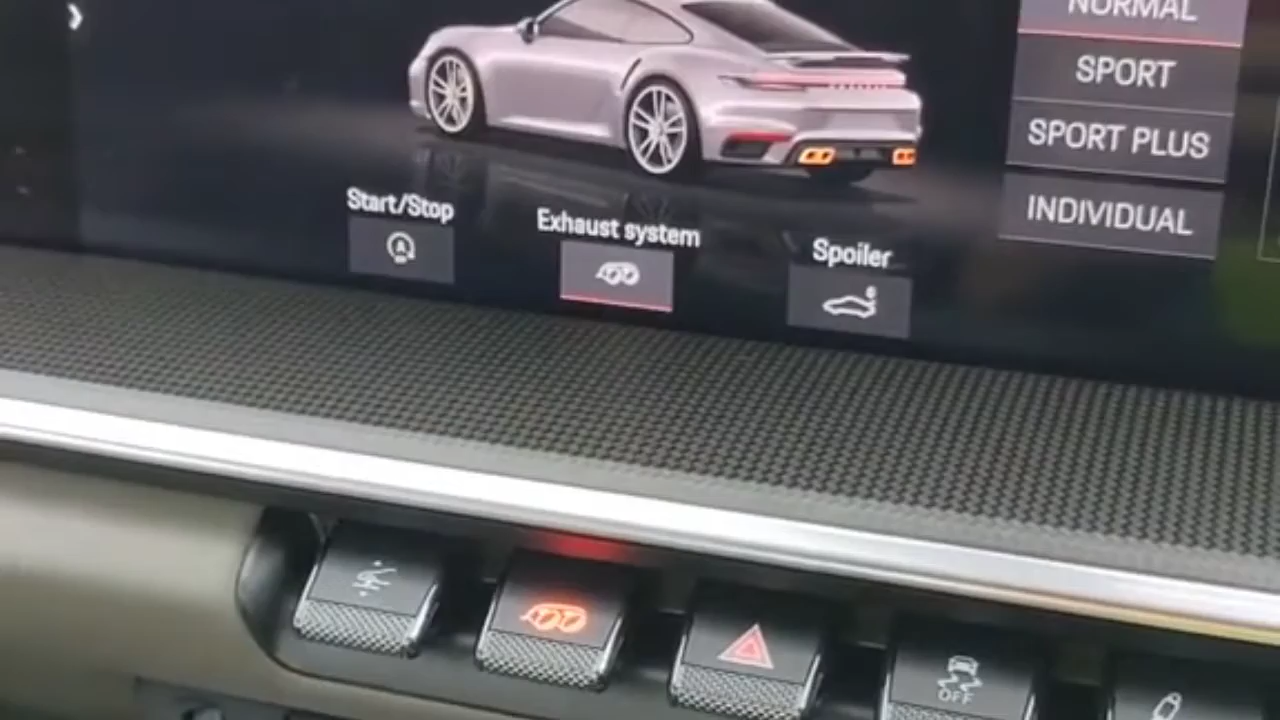 NORMAL
SPORT
SPORT PLUS
INDIVIDUAL
Start/Stop
A
Exhaust system
Spoiler
OFF